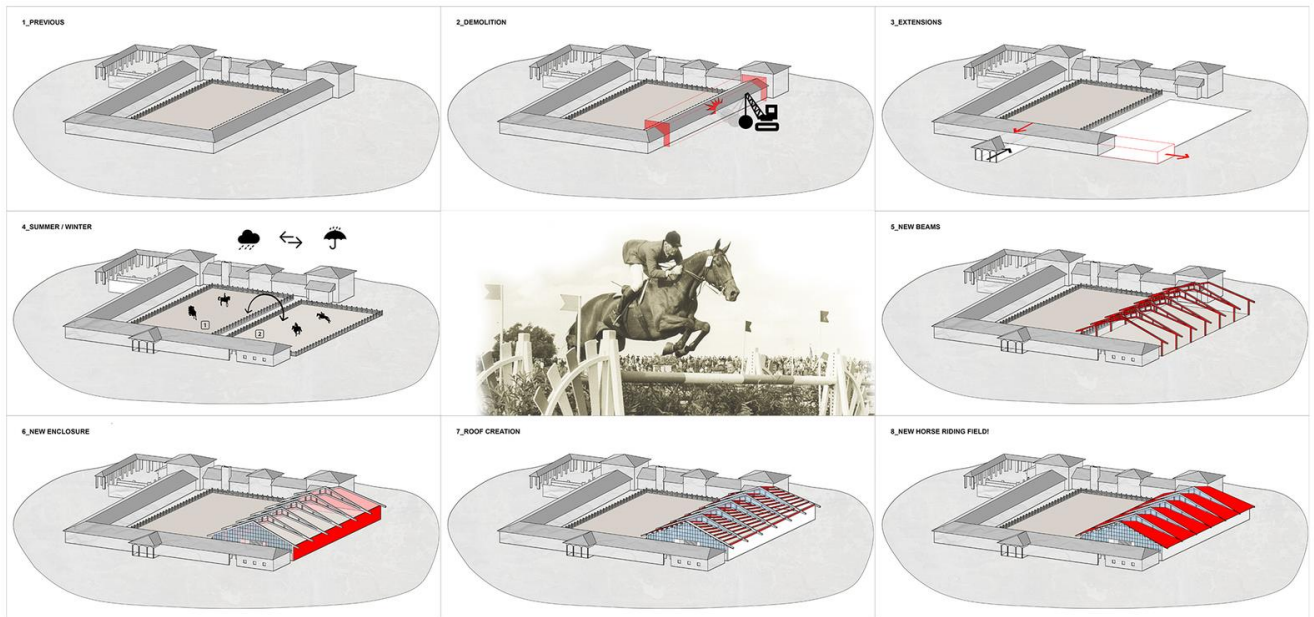 1_PREVIOUS
2_DEMOLITION
3_EXTENSIONS
4_SUMMER / WINTER
1
2
5_NEW BEAMS
6_NEW ENCLOSURE
7_ROOF CREATION
8_NEW HORSE RIDING FIELD!